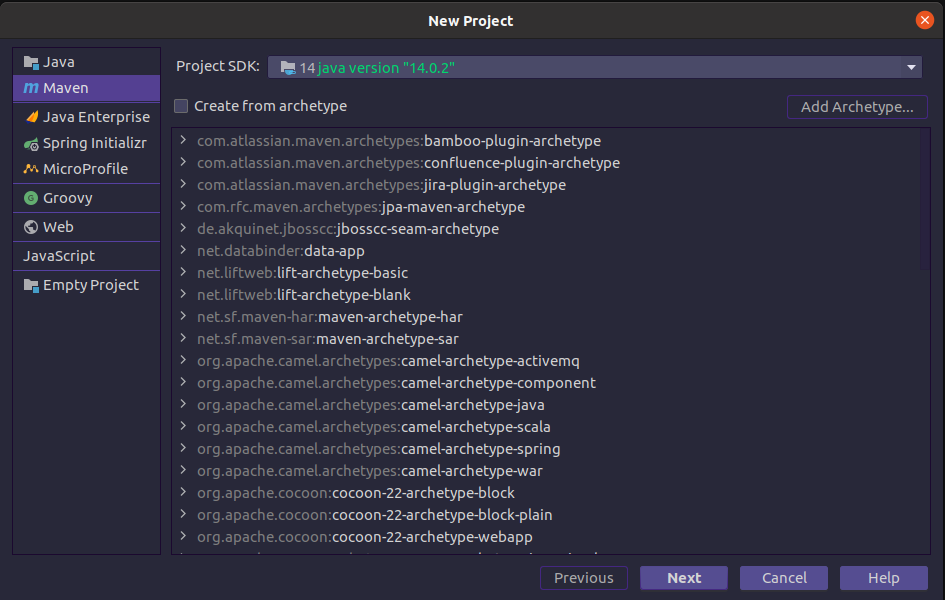 New Project
Java
Maven
Java Enterprise
Spring Initializr
MicroProfile
Groovy
Web
JavaScript
Empty Project
Project SDK: 14 java version "14.0.2"
Create from archetype
Add Archetype...
com.atlassian.maven.archetypes:bamboo-plugin-archetype
com.atlassian.maven.archetypes:confluence-plugin-archetype
com.atlassian.maven.archetypes:jira-plugin-archetype
com.rfc.maven.archetypes:jpa-maven-archetype
de.akquinet.jbosscc:jbosscc-seam-archetype
net.databinder:data-app
net.liftweb:lift-archetype-basic
net.liftweb:lift-archetype-blank
net.sf.maven-har:maven-archetype-har
net.sf.maven-sar:maven-archetype-sar
org.apache.camel.archetypes:camel-archetype-activemq
org.apache.camel.archetypes:camel-archetype-component
org.apache.camel.archetypes:camel-archetype-java
org.apache.camel.archetypes:camel-archetype-scala
org.apache.camel.archetypes:camel-archetype-spring
org.apache.camel.archetypes:camel-archetype-war
org.apache.cocoon:cocoon-22-archetype-block
org.apache.cocoon:cocoon-22-archetype-block-plain
org.apache.cocoon:cocoon-22-archetype-webapp
Previous
Next
Cancel
Help